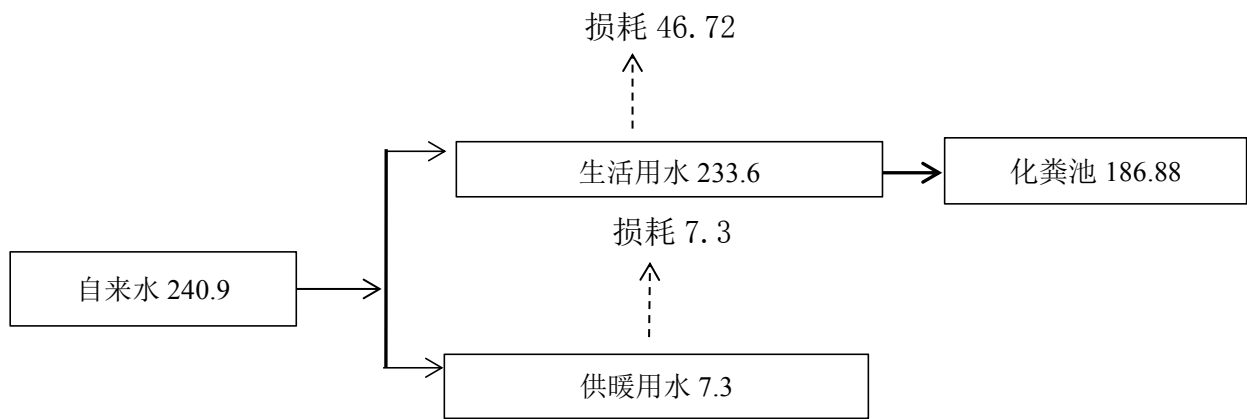 损耗 46.72
生活用水 233.6
化粪池 186.88
损耗 7.3
自来水 240.9
供暖用水 7.3